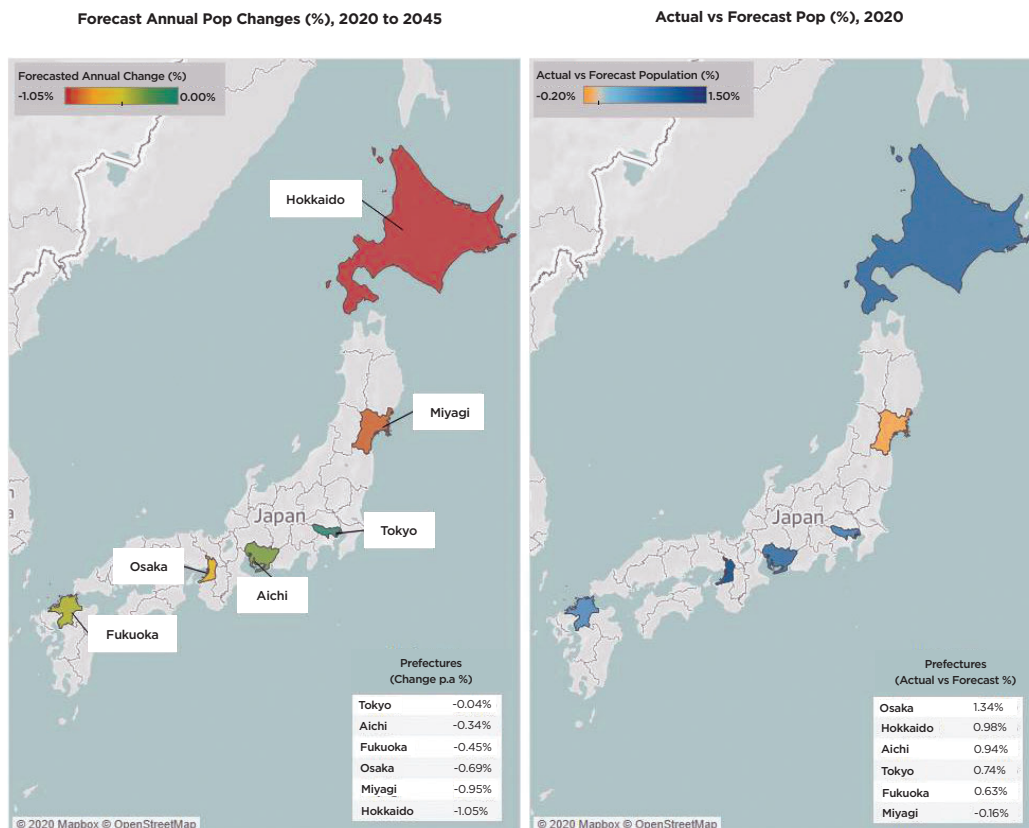 Forecast Annual Pop Changes (%), 2020 to 2045
Forecasted Annual Change (%)
-1.05% 0.00%
Hokkaido
Miyagi
Japan
Tokyo
Osaka
Aichi
Fukuoka
Prefectures
(Change p.a %)
Tokyo -0.04%
Aichi -0.34%
Fukuoka -0.45%
Osaka -0.69%
Miyagi -0.95%
Hokkaido -1.05%
© 2020 Mapbox © OpenStreetMap
Actual vs Forecast Pop (%), 2020
Actual vs Forecast Population (%)
-0.20% 1.50%
Japan
Prefectures
(Actual vs Forecast %)
Osaka 1.34%
Hokkaido 0.98%
Aichi 0.94%
Tokyo 0.74%
Fukuoka 0.63%
Miyagi -0.16%
© 2020 Mapbox © OpenStreetMap